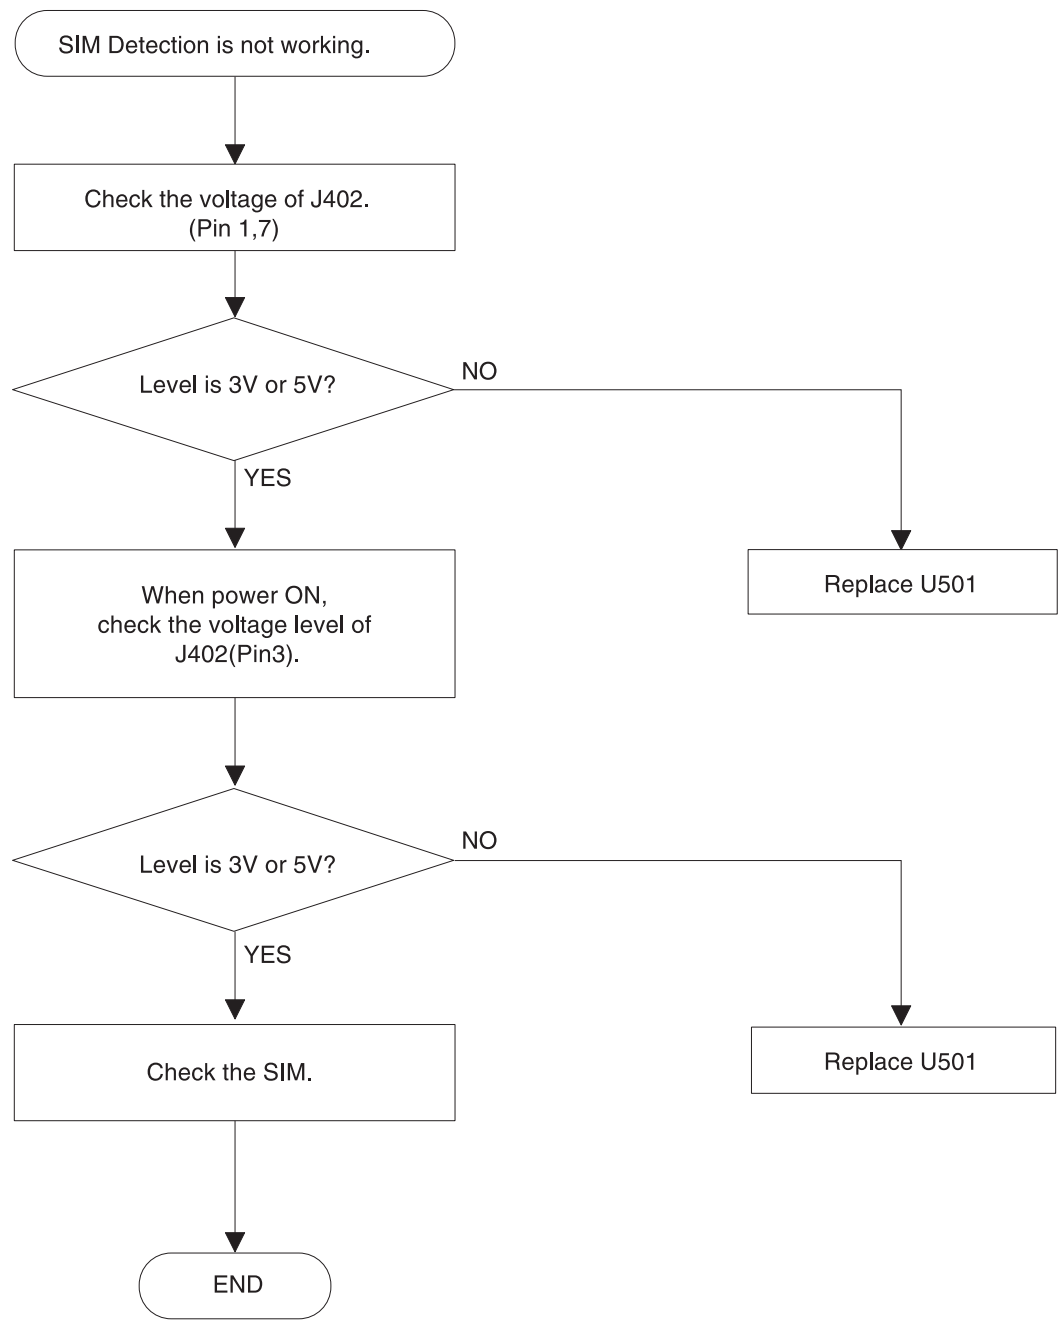 SIM Detection is not working.
Check the voltage of J402.
(Pin 1,7)
Level is 3V or 5V?
NO
YES
Replace U501
When power ON,
check the voltage level of
J402(Pin3).
Level is 3V or 5V?
NO
YES
Replace U501
Check the SIM.
END